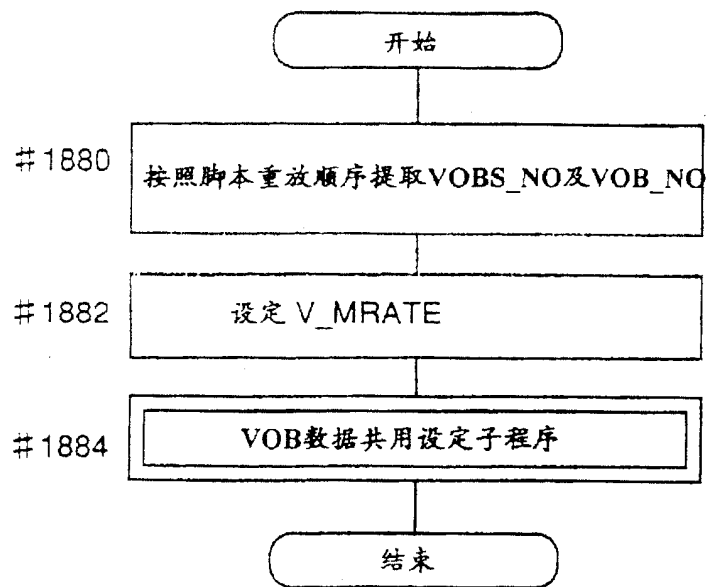 开始
#1880
按照脚本重放顺序提取VOBS_NO及VOB_NO
#1882
设定 V_MRATE
#1884
VOB数据共用设定子程序
结束